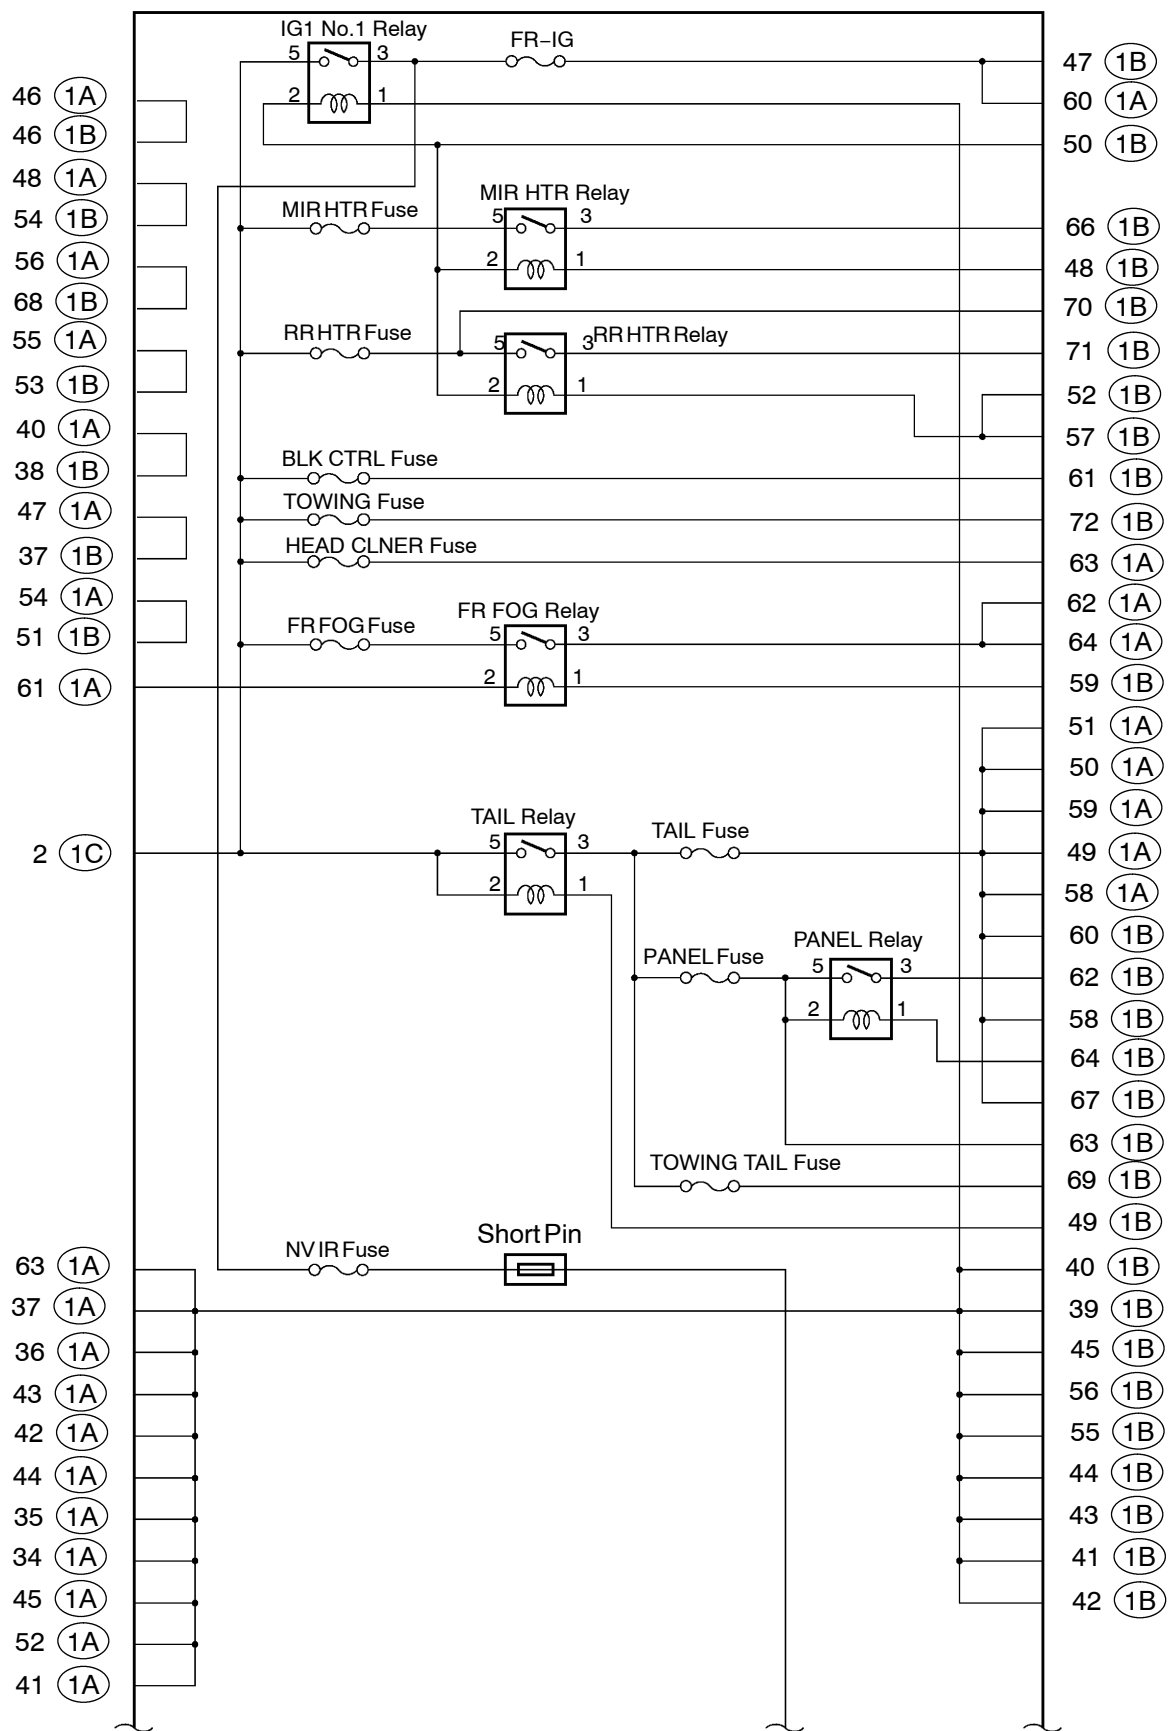 IG1 No.1 Relay
5 3 FR-IG 47 1B
46 1A 2 1 60 1A
46 1B 50 1B
48 1A MIR HTR Relay
54 1B MIR HTR Fuse 5 3 66 1B
56 1A 2 1 48 1B
68 1B 70 1B
55 1A RR HTR Fuse 5 3 RR HTR Relay 71 1B
53 1B 2 1 52 1B
40 1A 57 1B
38 1B BLK CTRL Fuse 61 1B
47 1A TOWING Fuse 72 1B
37 1B HEAD CLNER Fuse 63 1A
54 1A FR FOG Relay 62 1A
51 1B FR FOG Fuse 5 3 64 1A
61 1A 2 1 59 1B
51 1A
50 1A
TAIL Relay 59 1A
2 1C 5 3 TAIL Fuse 49 1A
2 1 58 1A
PANEL Relay 60 1B
PANEL Fuse 5 3 62 1B
2 1 58 1B
64 1B
67 1B
63 1B
TOWING TAIL Fuse 69 1B
Short Pin 49 1B
63 1A NV IR Fuse 40 1B
37 1A 39 1B
36 1A 45 1B
43 1A 56 1B
42 1A 55 1B
44 1A 44 1B
35 1A 43 1B
34 1A 41 1B
45 1A 42 1B
52 1A
41 1A